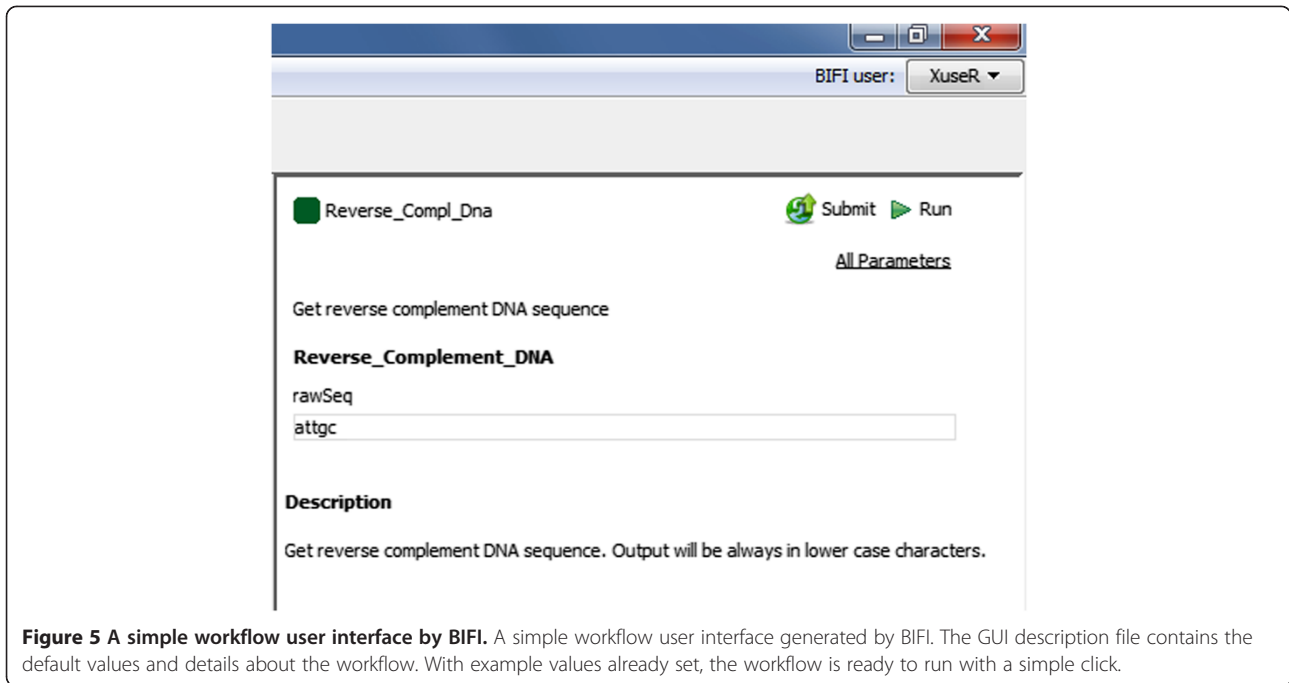 BIFI user: XuseR
Reverse_Compl_Dna Submit Run
All Parameters
Get reverse complement DNA sequence
Reverse_Complement_DNA
rawSeq
attgc
Description
Get reverse complement DNA sequence. Output will be always in lower case characters.
Figure 5 A simple workflow user interface by BIFI. A simple workflow user interface generated by BIFI. The GUI description file contains the
default values and details about the workflow. With example values already set, the workflow is ready to run with a simple click.